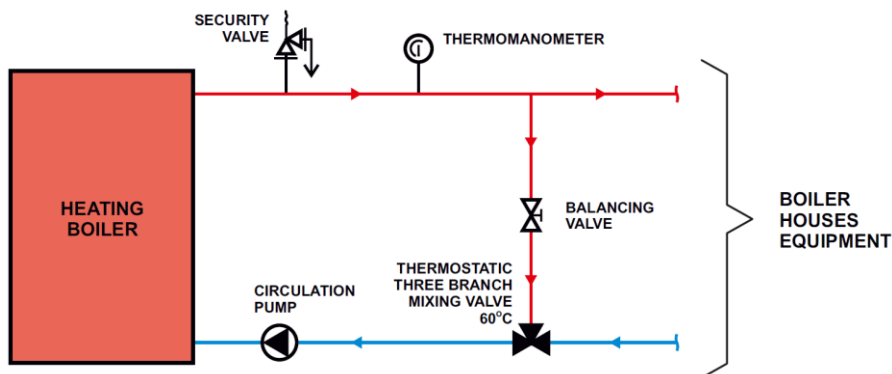 SECURITY
VALVE
THERMOMANOMETER
HEATING
BOILER
BALANCING
VALVE
BOILER
HOUSES
EQUIPMENT
THERMOSTATIC
THREE BRANCH
MIXING VALVE
60°C
CIRCULATION
PUMP